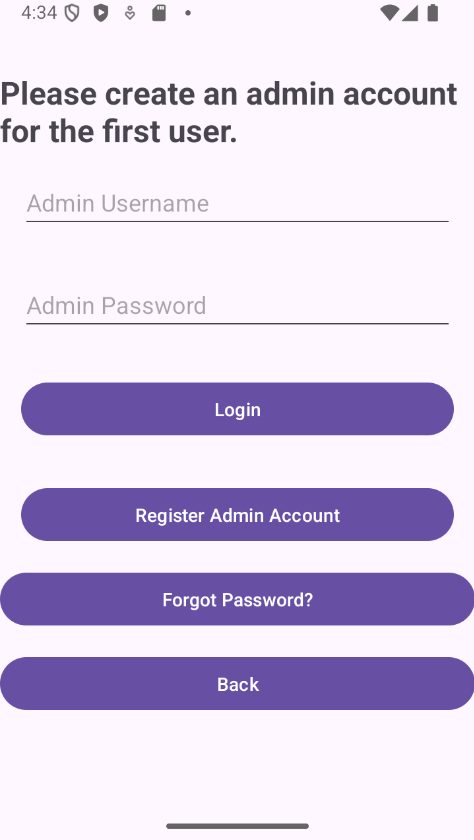 4:34
Please create an admin account
for the first user.
Admin Username
Admin Password
Login
Register Admin Account
Forgot Password?
Back